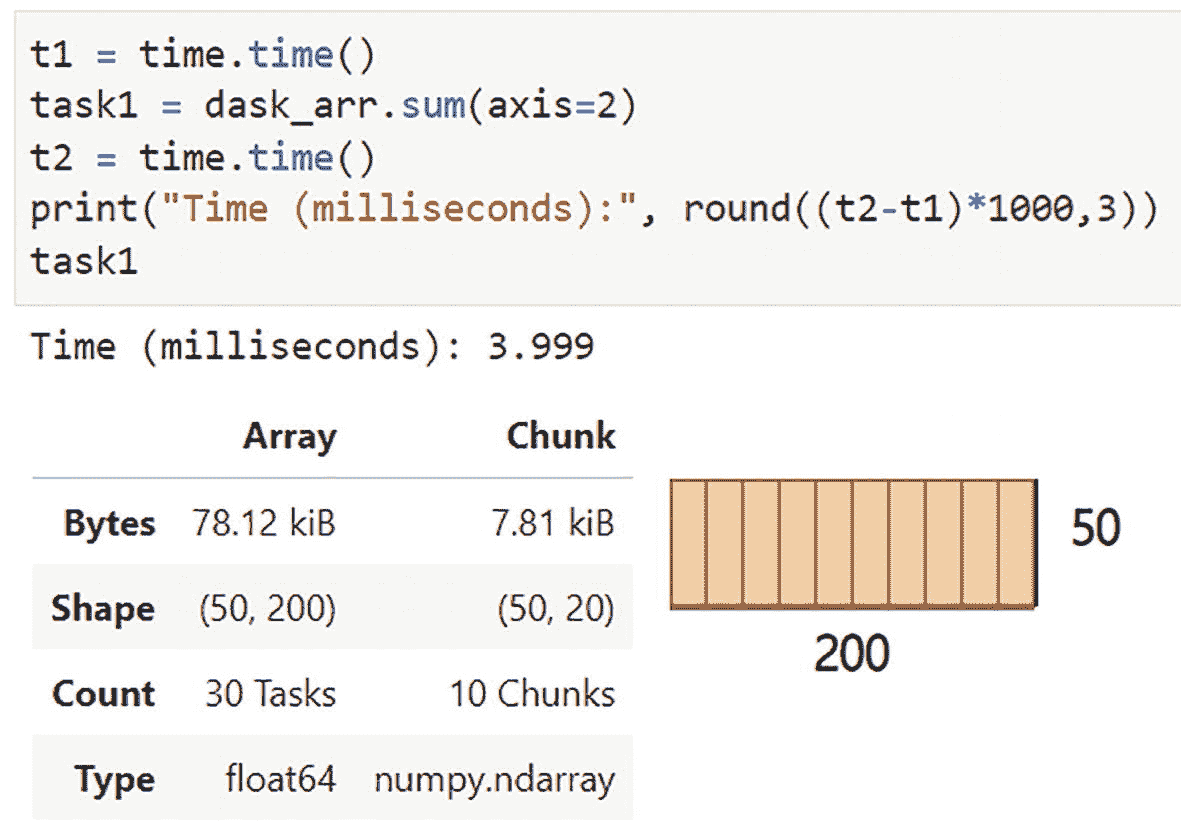 t1 = time.time()
task1 = dask_arr.sum(axis=2)
t2 = time.time()
print("Time (milliseconds):", round((t2-t1)*1000,3))
task1
Time (milliseconds): 3.999
Array Chunk
Bytes 78.12 kiB 7.81 kiB
Shape (50, 200) (50, 20)
Count 30 Tasks 10 Chunks
Type float64 numpy.ndarray
50
200